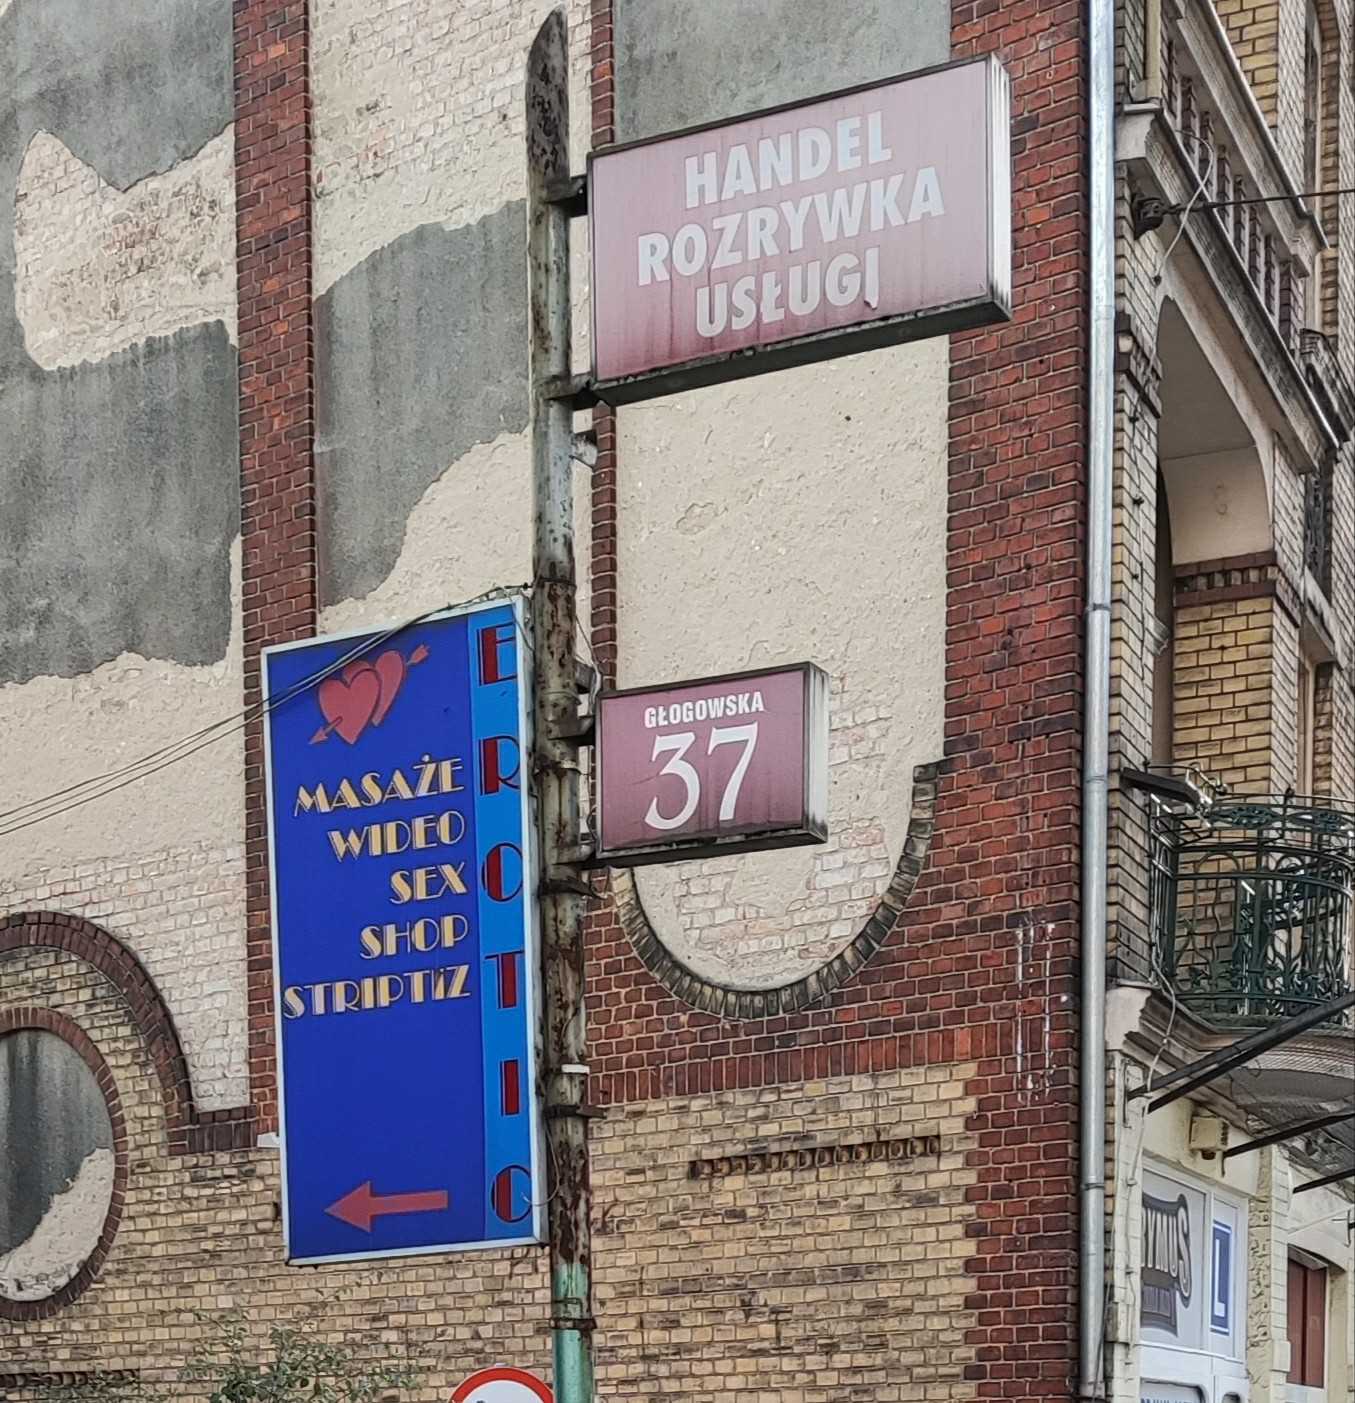 HANDEL
ROZRYWKA
USŁUGI
GŁOGOWSKA
37
MASAŻE
WIDEO
SEX
SHOP
STRIPTiZ
EROTIC
L